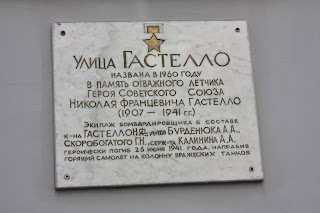 Улица Гастелло
названа в 1960 году
в память отважного летчика
Героя Советского Союза
Николая Францевича Гастелло
(1907 – 1941 гг.)
Экипаж бомбардировщика в составе
к-на Гастелло Н.Ф., Бурденюка А.А.,
Скоробогатого Г.Н., Калинина А.А.
героически погиб 26 июня 1941 года, направив
горящий самолет на колонну вражеских танков